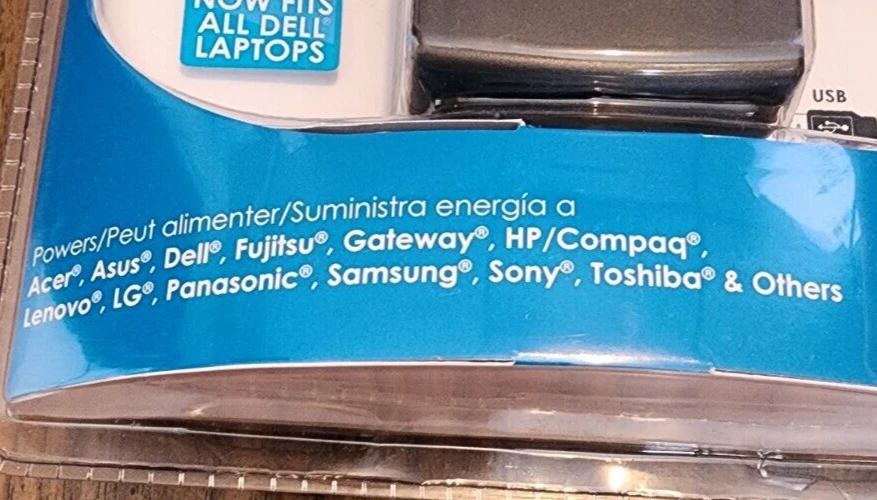 NOW FITS
ALL DELL®
LAPTOPS
USB
Powers/Peut alimenter/Suministra energía a
Acer®, Asus®, Dell®, Fujitsu®, Gateway®, HP/Compaq®,
Lenovo®, LG®, Panasonic®, Samsung®, Sony®, Toshiba® & Others